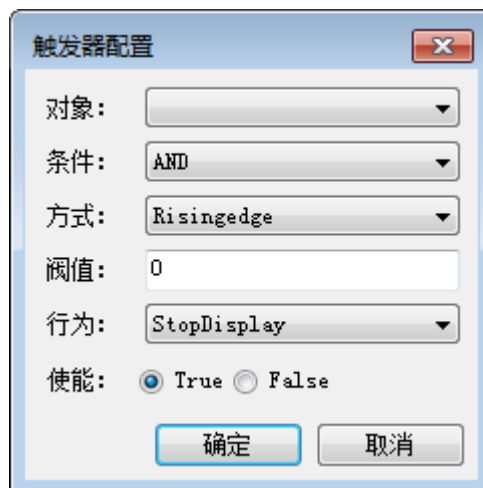 触发器配置
对象：
条件： AND
方式： Risingedge
阀值： 0
行为： StopDisplay
使能： True False
确定 取消